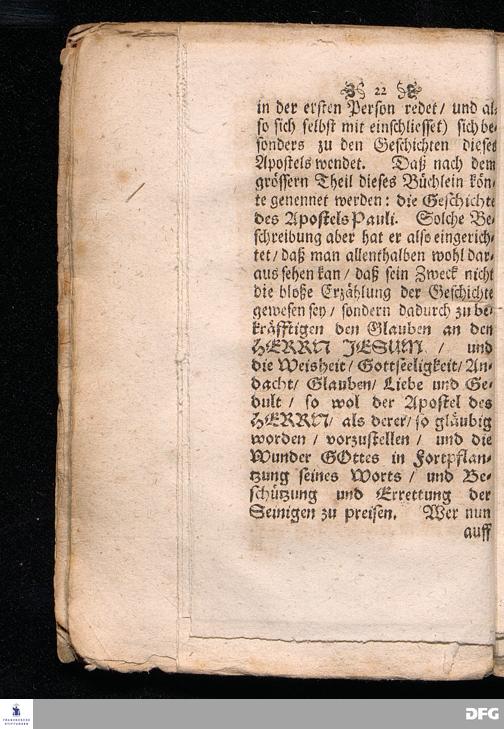 22
in der ersten Person redet/ und al-
so sich selbst mit einschliesset) sich be-
sonders zu den Geschichten dieses
Apostels wendet. Daß nach dem
grössern Theil dieses Büchlein kön-
te genennet werden: die Geschichte
des Apostels Pauli. Solche Be-
schreibung aber hat er also eingerich-
tet/ daß man allenthalben wohl dar-
aus sehen kan/ daß sein Zweck nicht
die bloße Erzählung der Geschichte
gewesen sey/ sondern dadurch zu be-
kräfftigen den Glauben an den
HERRN JESUM/ und
die Weisheit/ Gottseeligkeit/ An-
dacht/ Glauben/ Liebe und Ge-
dult/ so wol der Apostel des
HERRN/ als derer/ so gläubig
worden/ vorzustellen/ und die
Wunder GOttes in Fortpflan-
tzung seines Worts/ und Be-
schützung und Errettung der
Seinigen zu preisen. Wer nun
auff
FRANCKESCHE STIFTUNGEN
DFG